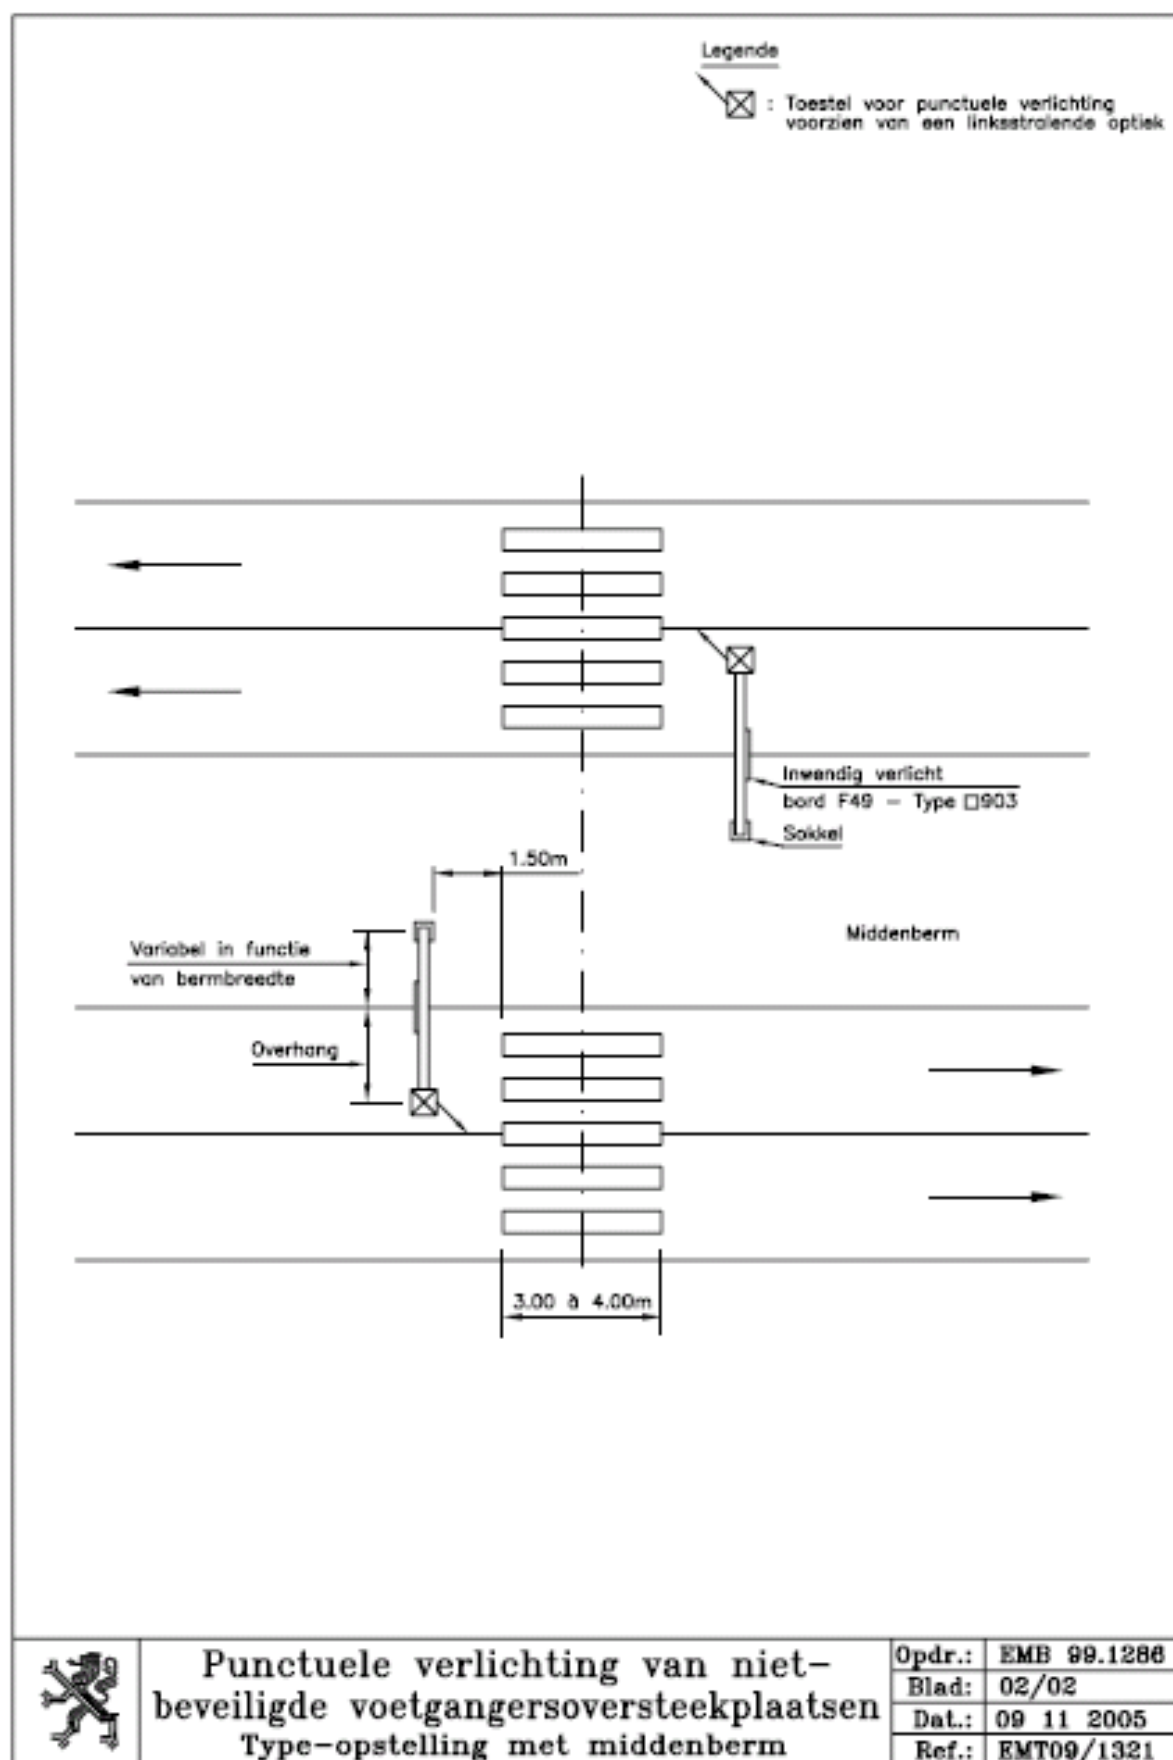 Legende
: Toestel voor punctuele verlichting
voorzien van een linksstralende optiek
Inwendig verlicht
bord F49 – Type □903
Sokkel
1.50m
Middenberm
Variabel in functie
van bermbreedte
Overhang
3.00 à 4.00m
Punctuele verlichting van niet-
beveiligde voetgangersoversteekplaatsen
Type-opstelling met middenberm
Opdr.: EMB 99.1286
Blad: 02/02
Dat.: 09 11 2005
Ref.: EMT09/1321